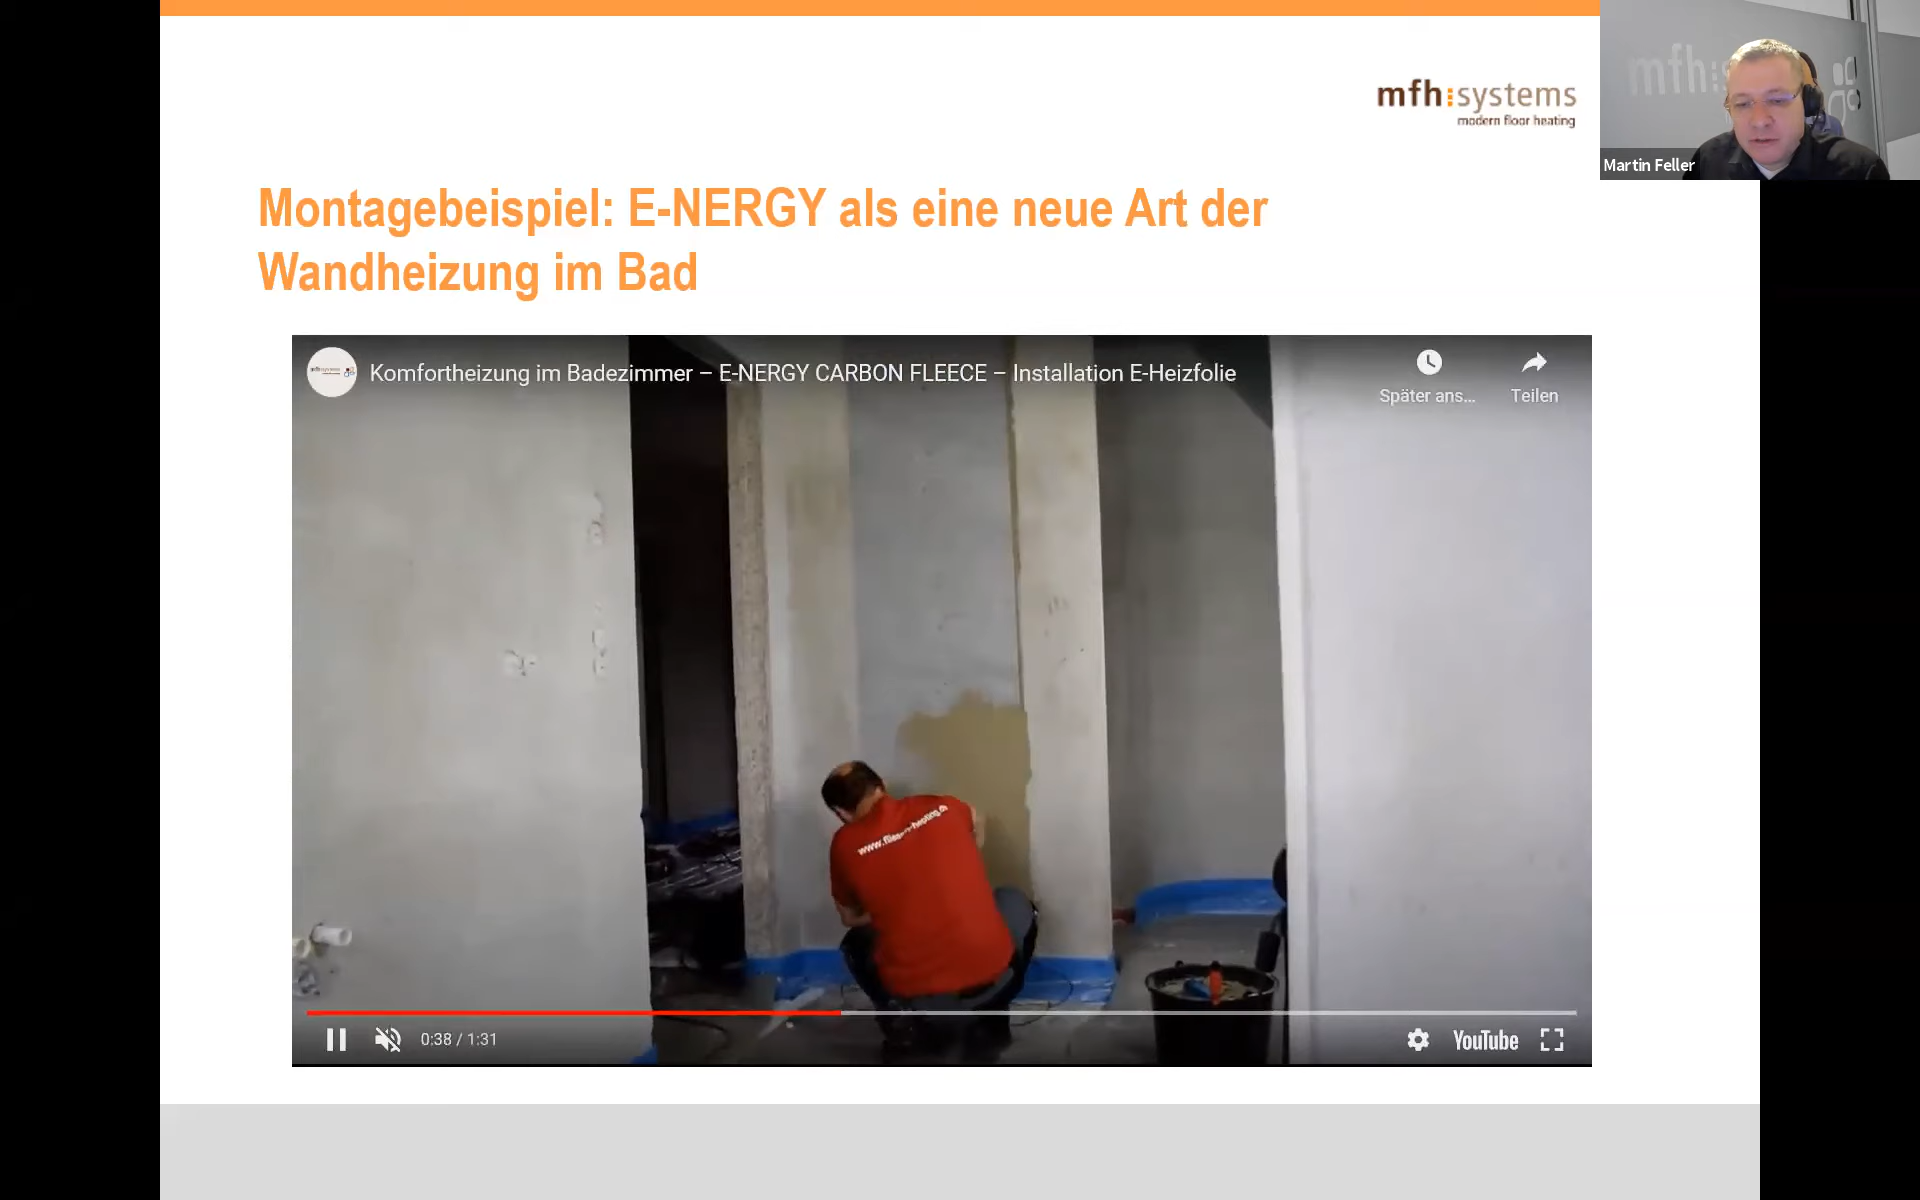 mfh:systems
modern floor heating
Martin Feller
Montagebeispiel: E-NERGY als eine neue Art der
Wandheizung im Bad
Komfortheizung im Badezimmer – E-NERGY CARBON FLEECE – Installation E-Heizfolie
Später ans...
Teilen
0:38 / 1:31
YouTube